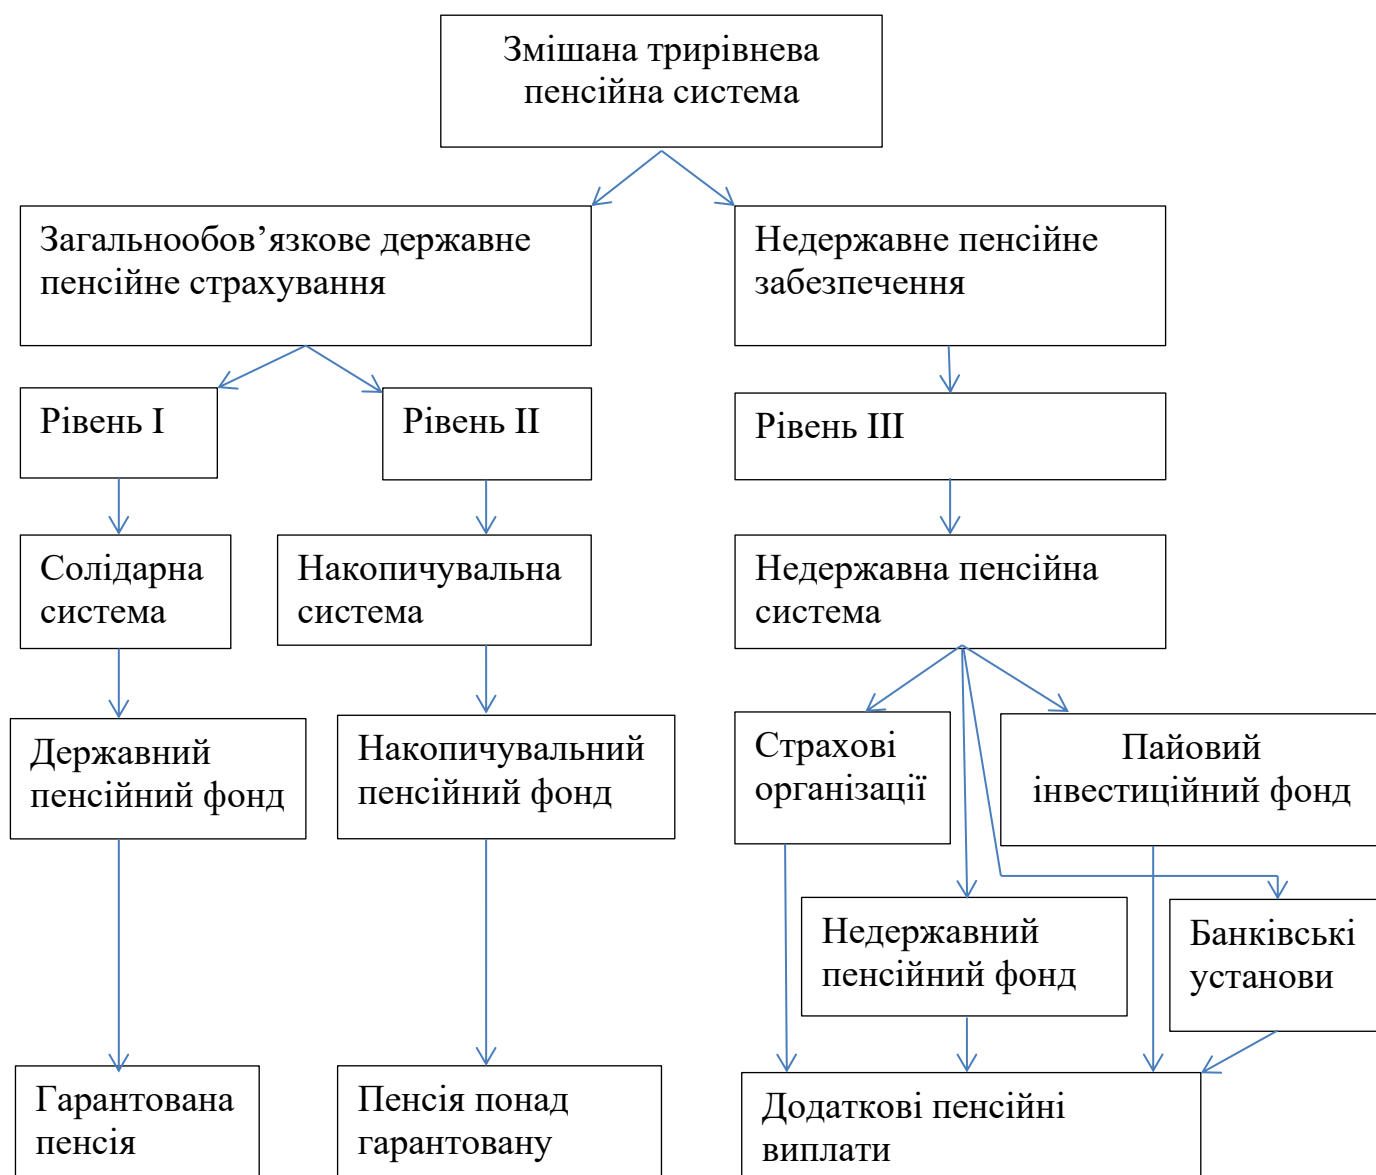 Змішана трирівнева
пенсійна система
Загальнообов’язкове державне
пенсійне страхування
Недержавне пенсійне
забезпечення
Рівень І
Рівень ІІ
Рівень ІІІ
Солідарна
система
Накопичувальна
система
Недержавна пенсійна
система
Державний
пенсійний фонд
Накопичувальний
пенсійний фонд
Страхові
організації
Пайовий
інвестиційний фонд
Недержавний
пенсійний фонд
Банківські
установи
Гарантована
пенсія
Пенсія понад
гарантовану
Додаткові пенсійні
виплати